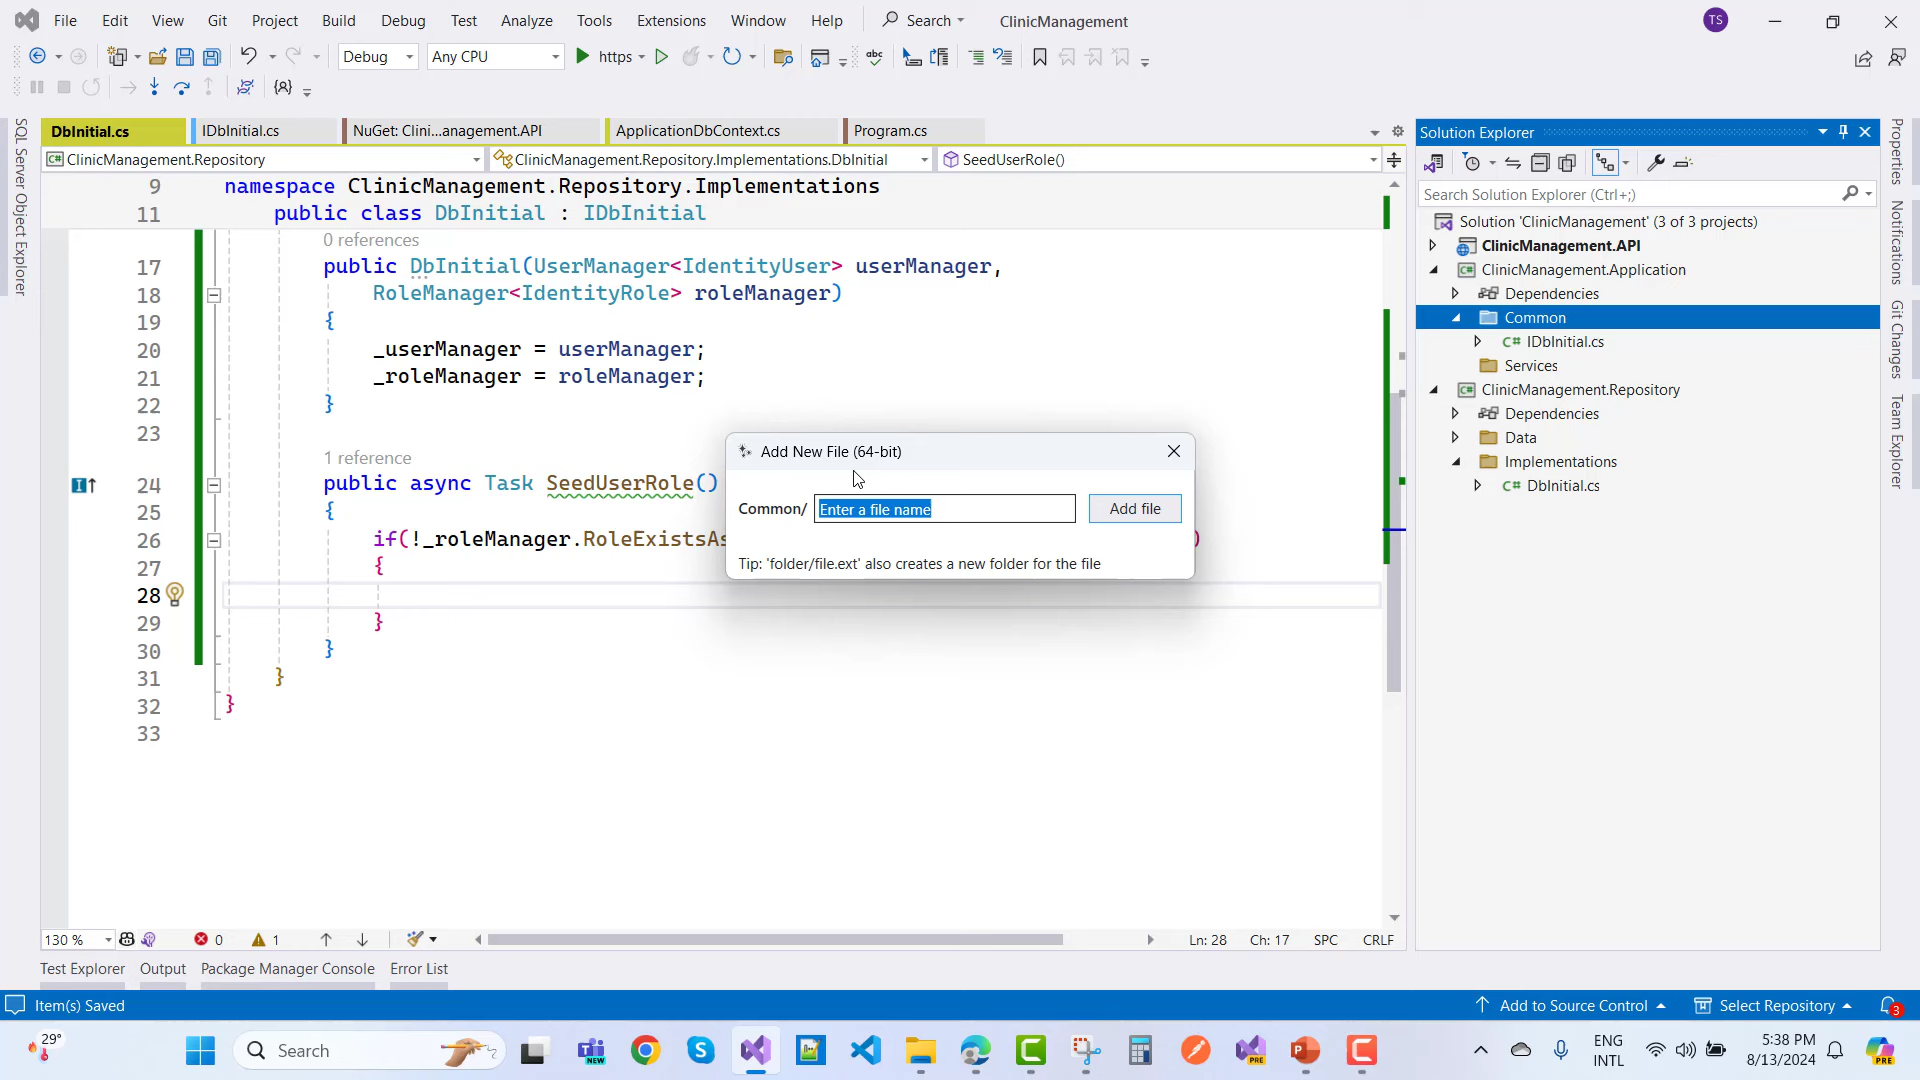 File Edit View Git Project Build Debug Test Analyze Tools Extensions Window Help Search ClinicManagement TS
Debug Any CPU https
DbInitial.cs IDbInitial.cs NuGet: Clini...anagement.API ApplicationDbContext.cs Program.cs
ClinicManagement.Repository ClinicManagement.Repository.Implementations.DbInitial SeedUserRole()
9 namespace ClinicManagement.Repository.Implementations
11 public class DbInitial : IDbInitial
0 references
17 public DbInitial(UserManager<IdentityUser> userManager,
18 RoleManager<IdentityRole> roleManager)
19 {
20 _userManager = userManager;
21 _roleManager = roleManager;
22 }
23
1 reference
24 public async Task SeedUserRole()
25 {
26 if(!_roleManager.RoleExistsAs )
27 {
28
29 }
30 }
31 }
32 }
33
Add New File (64-bit)
Common/ Enter a file name Add file
Tip: 'folder/file.ext' also creates a new folder for the file
130 % 0 1 Ln: 28 Ch: 17 SPC CRLF
Test Explorer Output Package Manager Console Error List
SQL Server Object Explorer
Solution Explorer
Search Solution Explorer (Ctrl+;)
Solution 'ClinicManagement' (3 of 3 projects)
ClinicManagement.API
ClinicManagement.Application
Dependencies
Common
C# IDbInitial.cs
Services
ClinicManagement.Repository
Dependencies
Data
Implementations
C# DbInitial.cs
Properties
Notifications
Git Changes
Team Explorer
Item(s) Saved Add to Source Control Select Repository 3
29° Search NEW PRE ENG INTL 5:38 PM 8/13/2024 PRE